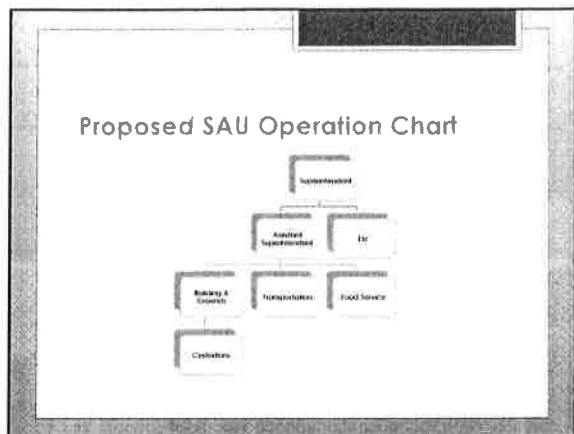 Proposed SAU Operation Chart
Superintendent
Assistant
Superintendent
Building &
Grounds
Transportation
Food Service
Custodians